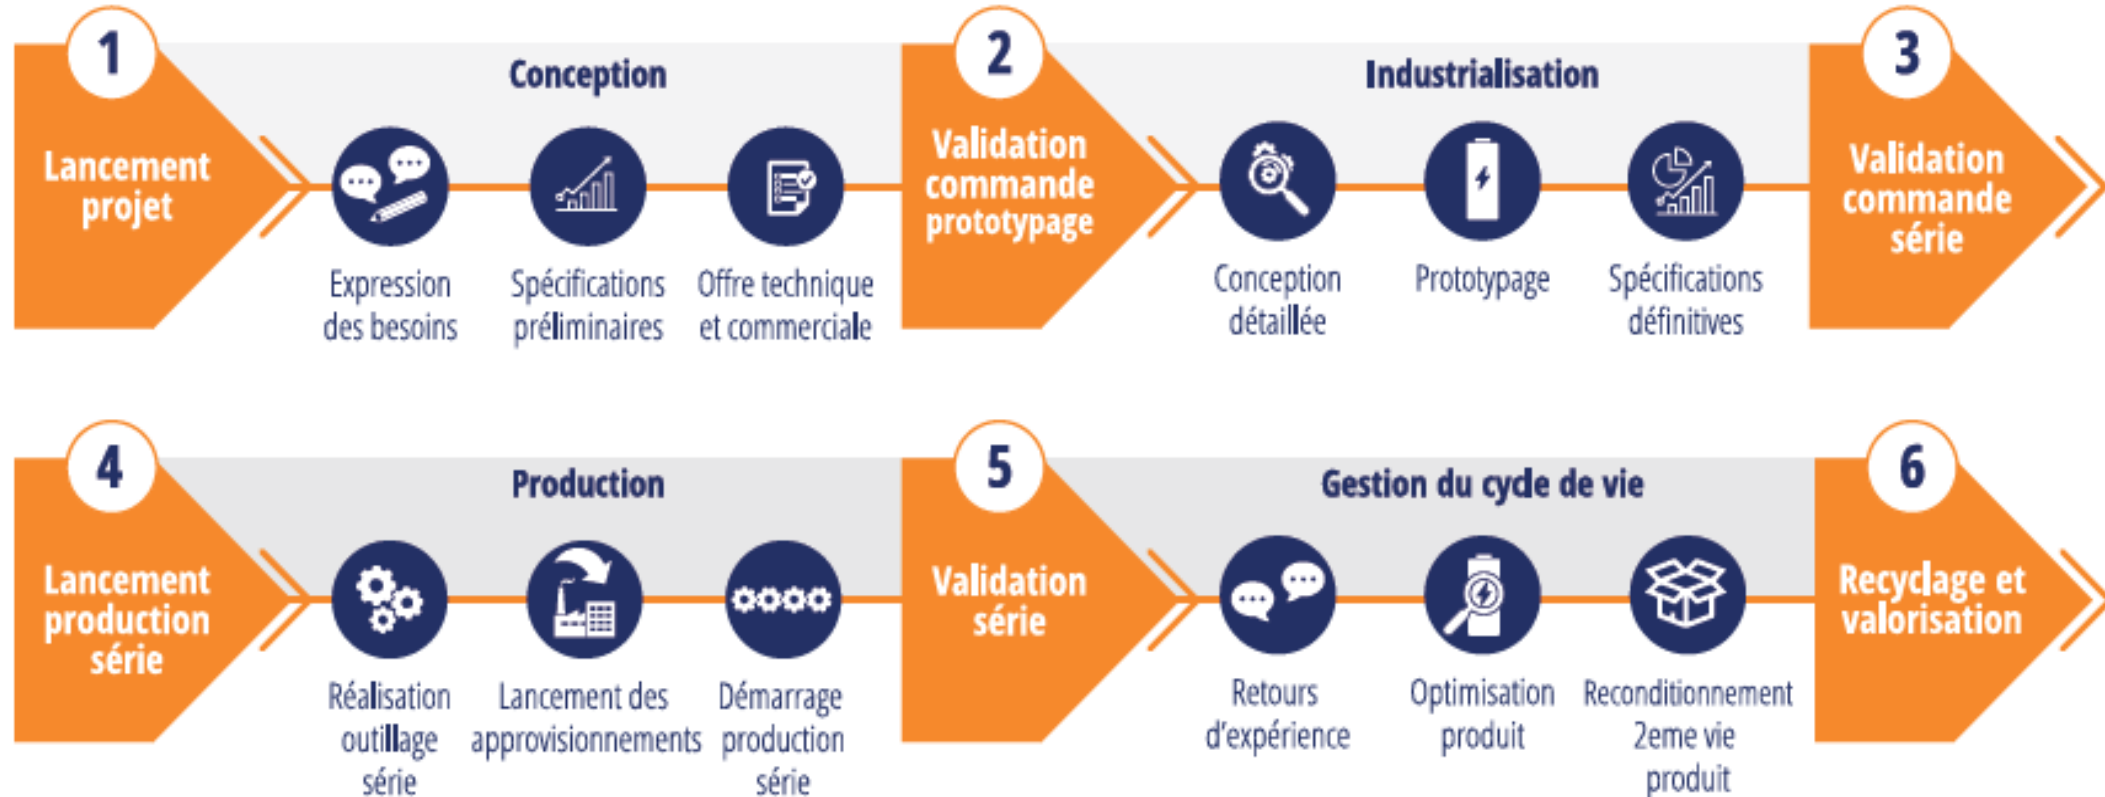 1
Conception
2
Industrialisation
3
Lancement
projet
Expression
des besoins
Spécifications
préliminaires
Offre technique
et commerciale
Validation
commande
prototypage
Conception
détaillée
Prototypage
Spécifications
définitives
Validation
commande
série
4
Production
5
Gestion du cycle de vie
6
Lancement
production
série
Réalisation
outillage
série
Lancement des
approvisionnements
Démarrage
production
série
Validation
série
Retours
d'expérience
Optimisation
produit
Reconditionnement
2eme vie
produit
Recyclage et
valorisation